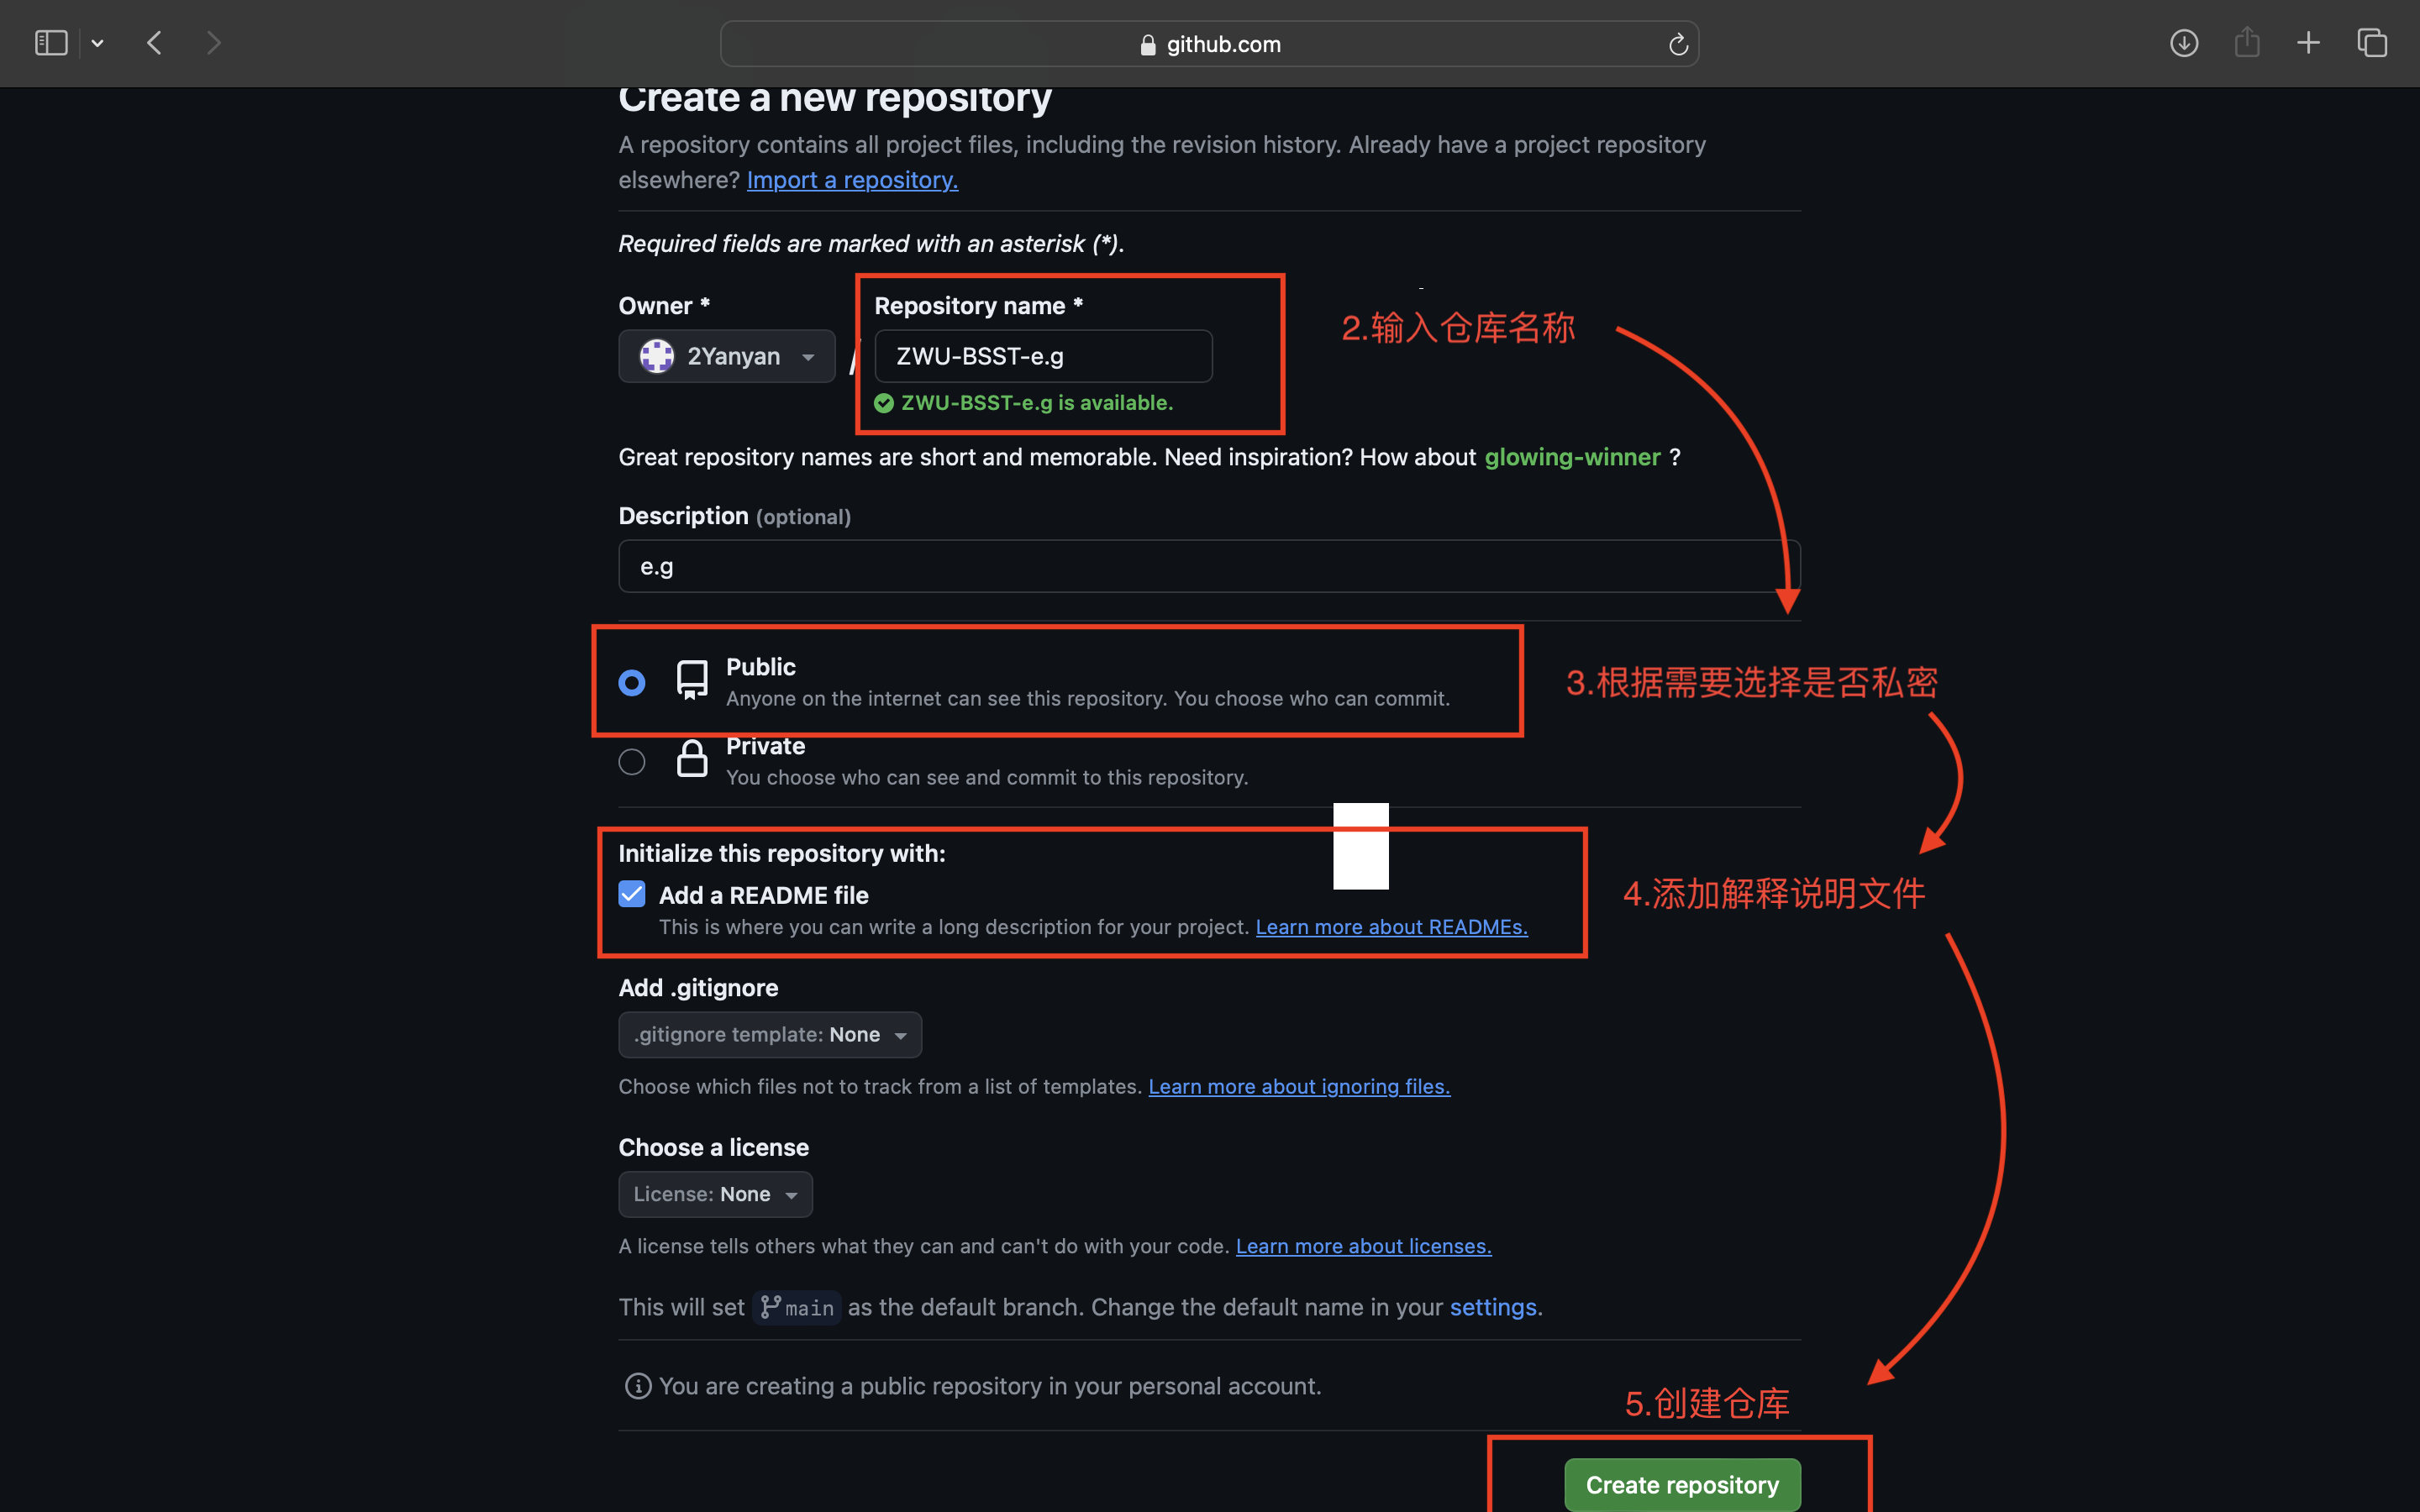 github.com
Create a new repository
A repository contains all project files, including the revision history. Already have a project repository
elsewhere? Import a repository.
Required fields are marked with an asterisk (*).
Owner *
Repository name *
2.输入仓库名称
2Yanyan
/
ZWU-BSST-e.g
ZWU-BSST-e.g is available.
Great repository names are short and memorable. Need inspiration? How about glowing-winner ?
Description (optional)
e.g
Public
Anyone on the internet can see this repository. You choose who can commit.
3.根据需要选择是否私密
Private
You choose who can see and commit to this repository.
Initialize this repository with:
Add a README file
4.添加解释说明文件
This is where you can write a long description for your project. Learn more about READMEs.
Add .gitignore
.gitignore template: None
Choose which files not to track from a list of templates. Learn more about ignoring files.
Choose a license
License: None
A license tells others what they can and can't do with your code. Learn more about licenses.
This will set main as the default branch. Change the default name in your settings.
You are creating a public repository in your personal account.
5.创建仓库
Create repository